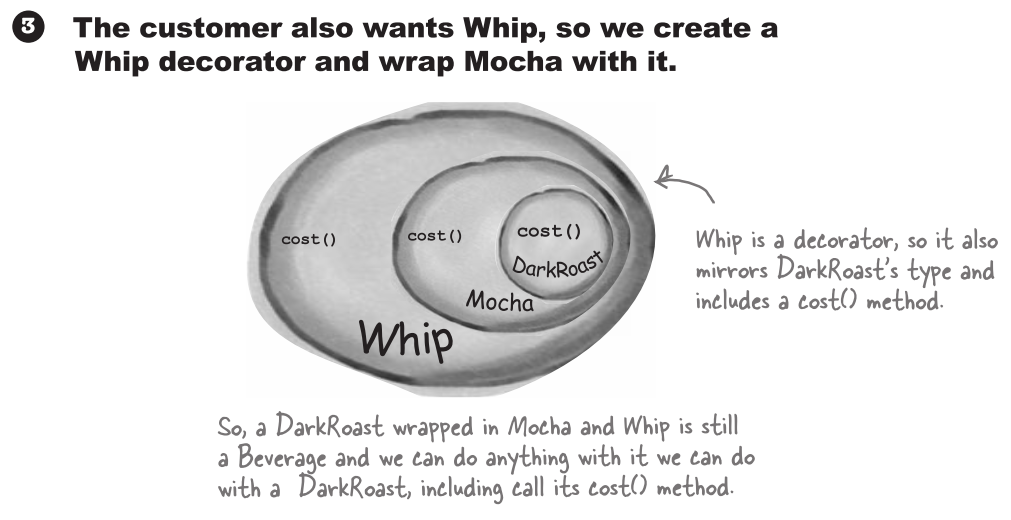 3 The customer also wants Whip, so we create a
Whip decorator and wrap Mocha with it.
cost()
cost()
cost()
DarkRoast
Mocha
Whip
Whip is a decorator, so it also
mirrors DarkRoast's type and
includes a cost() method.
So, a DarkRoast wrapped in Mocha and Whip is still
a Beverage and we can do anything with it we can do
with a DarkRoast, including call its cost() method.